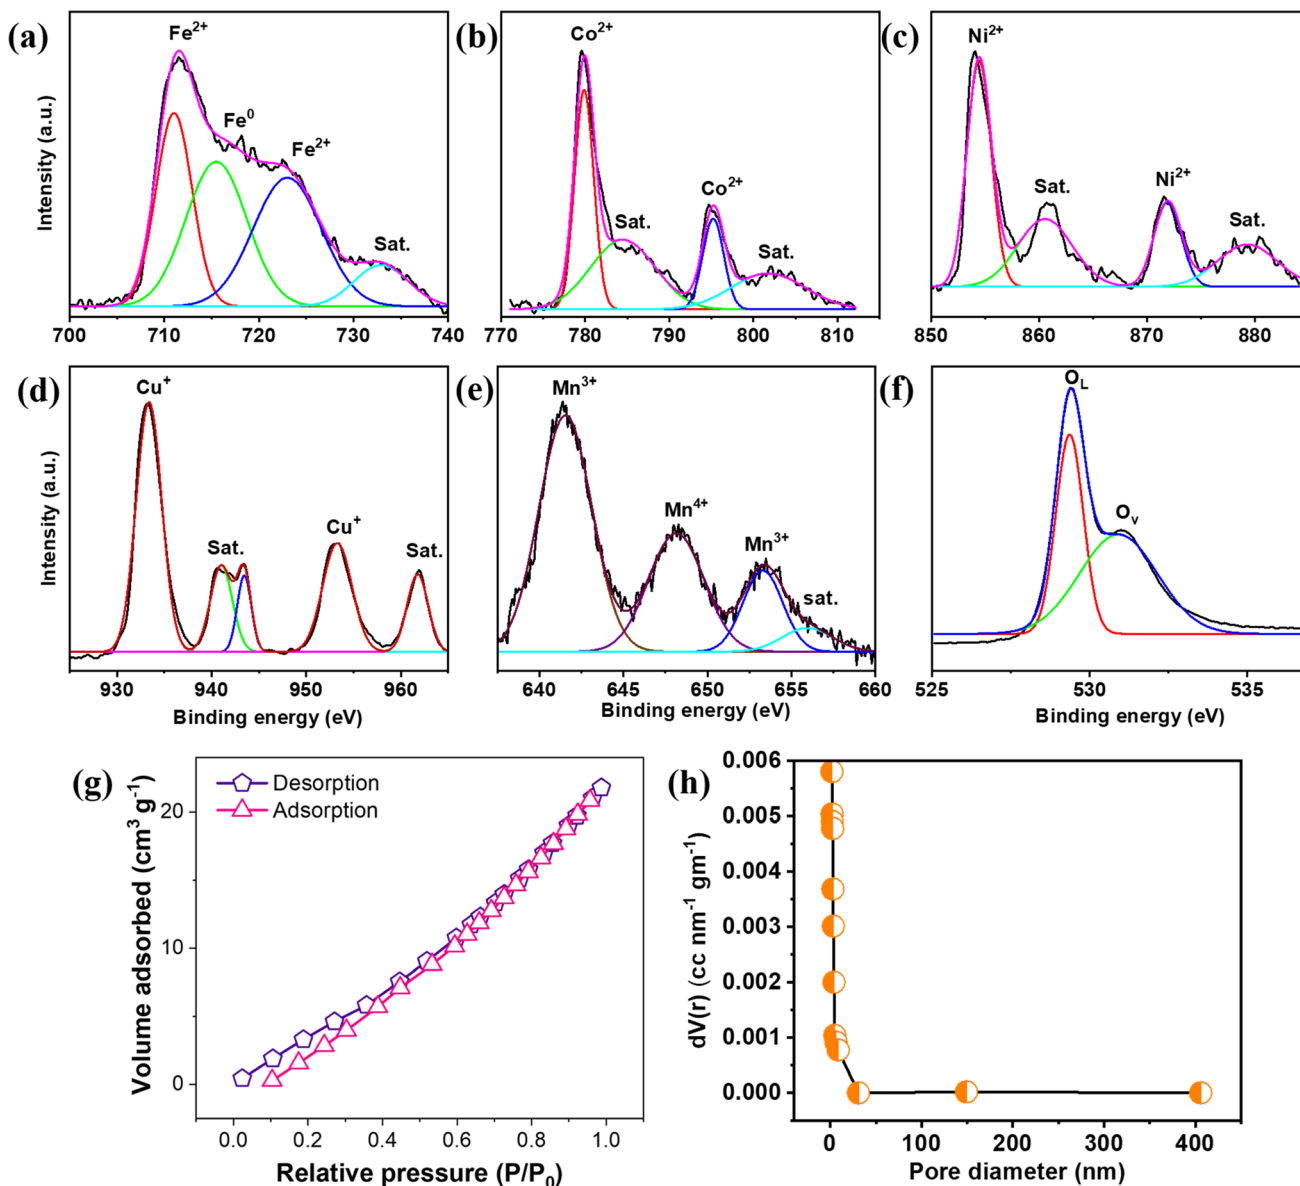 (a)
Fe²⁺
Fe⁰
Fe²⁺
Sat.
Intensity (a.u.)
700 710 720 730 740
(b)
Co²⁺
Sat.
Co²⁺
Sat.
770 780 790 800 810
(c)
Ni²⁺
Sat.
Ni²⁺
Sat.
850 860 870 880
(d)
Cu⁺
Sat.
Cu⁺
Sat.
Intensity (a.u.)
930 940 950 960
Binding energy (eV)
(e)
Mn³⁺
Mn⁴⁺
Mn³⁺
sat.
640 645 650 655 660
Binding energy (eV)
(f)
O_L
O_V
525 530 535
Binding energy (eV)
(g)
Desorption
Adsorption
Volume adsorbed (cm³ g⁻¹)
20
10
0
0.0 0.2 0.4 0.6 0.8 1.0
Relative pressure (P/P₀)
(h)
dV(r) (cc nm⁻¹ gm⁻¹)
0.006
0.005
0.004
0.003
0.002
0.001
0.000
0 100 200 300 400
Pore diameter (nm)